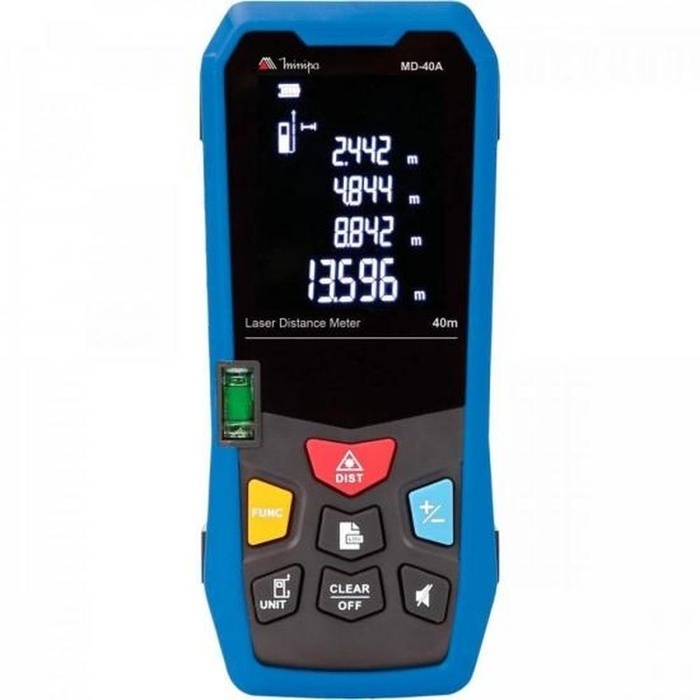 Minipa MD-40A
2.442 m
4.844 m
8.842 m
13.596 m
Laser Distance Meter 40m
DIST
FUNC +/−
UNIT CLEAR
OFF